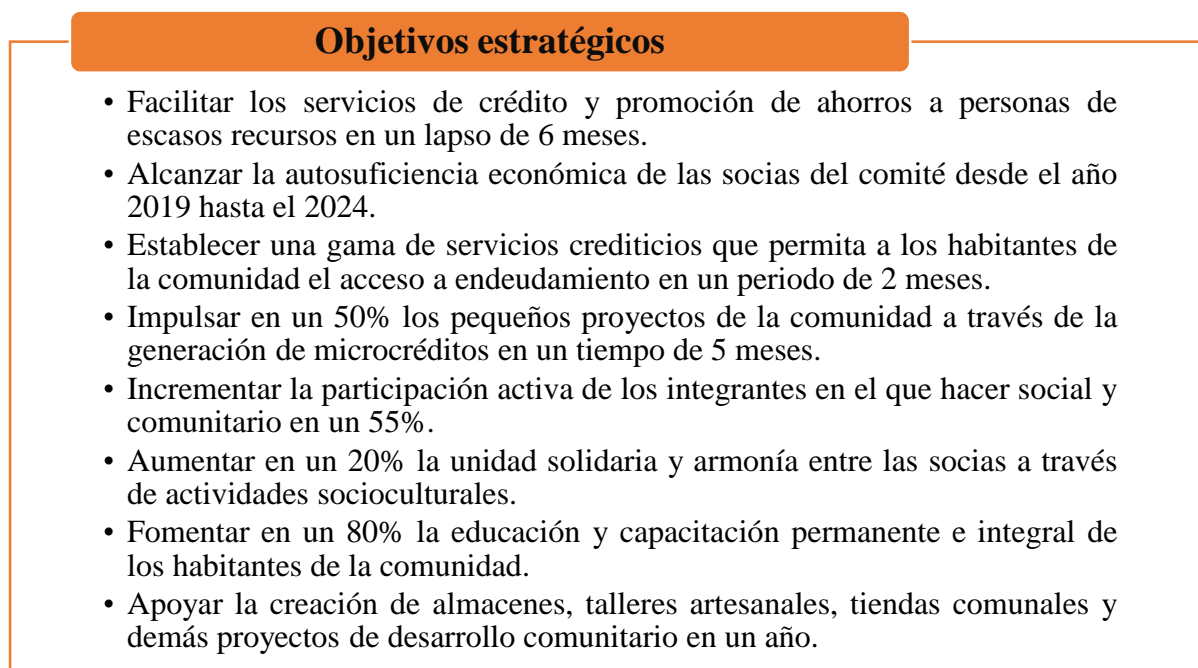 Objetivos estratégicos
• Facilitar los servicios de crédito y promoción de ahorros a personas de
escasos recursos en un lapso de 6 meses.
• Alcanzar la autosuficiencia económica de las socias del comité desde el año
2019 hasta el 2024.
• Establecer una gama de servicios crediticios que permita a los habitantes de
la comunidad el acceso a endeudamiento en un periodo de 2 meses.
• Impulsar en un 50% los pequeños proyectos de la comunidad a través de la
generación de microcréditos en un tiempo de 5 meses.
• Incrementar la participación activa de los integrantes en el que hacer social y
comunitario en un 55%.
• Aumentar en un 20% la unidad solidaria y armonía entre las socias a través
de actividades socioculturales.
• Fomentar en un 80% la educación y capacitación permanente e integral de
los habitantes de la comunidad.
• Apoyar la creación de almacenes, talleres artesanales, tiendas comunales y
demás proyectos de desarrollo comunitario en un año.